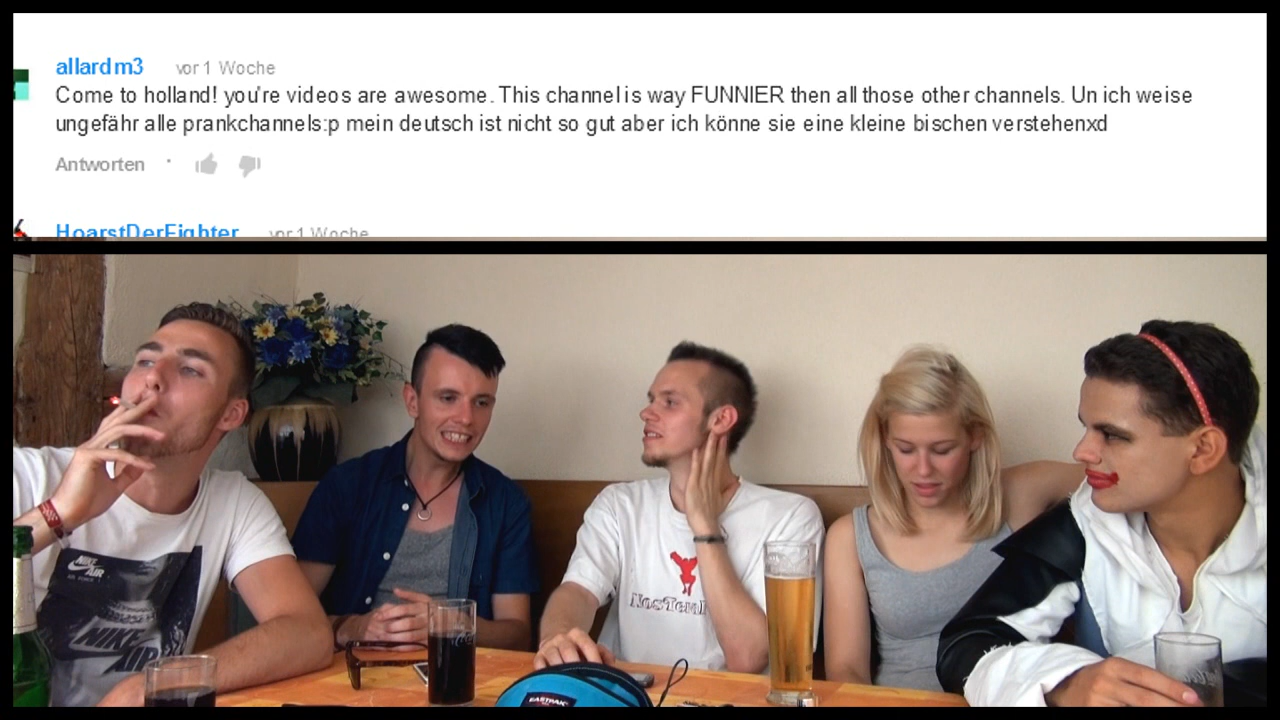 allardm3 vor 1 Woche
Come to holland! you're videos are awesome. This channel is way FUNNIER then all those other channels. Un ich weise
ungefähr alle prankchannels:p mein deutsch ist nicht so gut aber ich könne sie eine kleine bischen verstehenxd
Antworten
HoarstDerFighter vor 1 Woche
NIKE
AIR
NIKE
AIR
EASTPAK